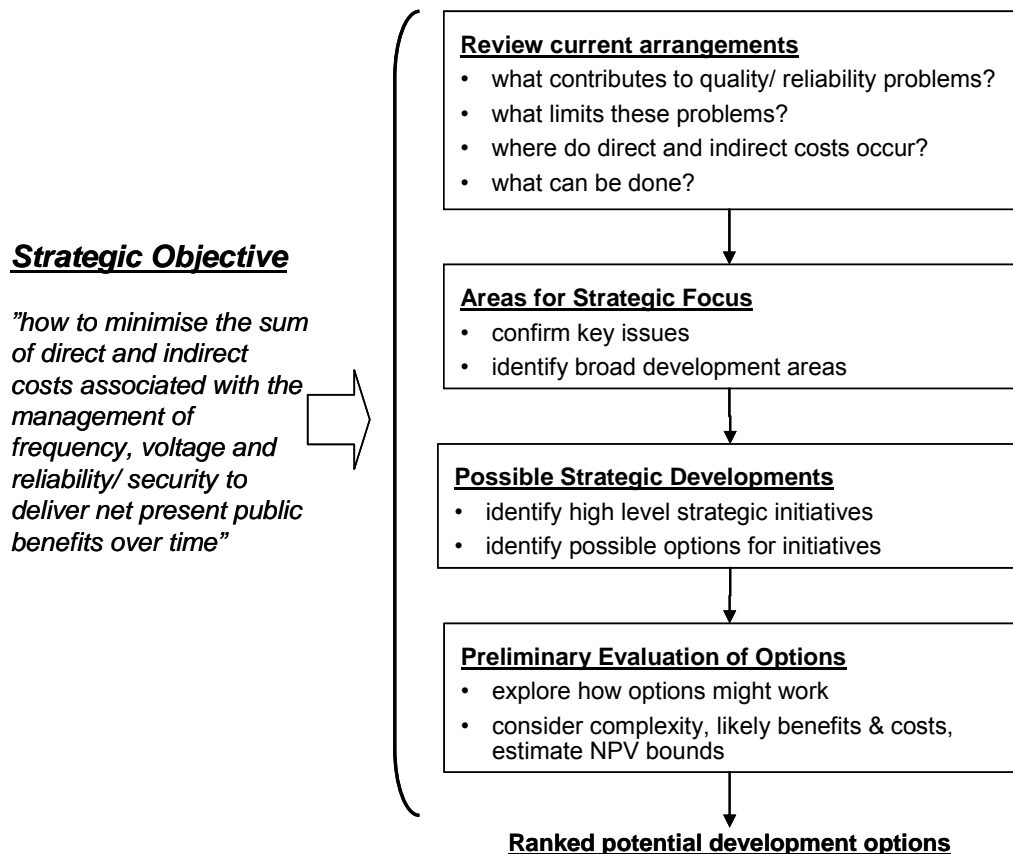 Strategic Objective
”how to minimise the sum
of direct and indirect
costs associated with the
management of
frequency, voltage and
reliability/ security to
deliver net present public
benefits over time”
Review current arrangements
• what contributes to quality/ reliability problems?
• what limits these problems?
• where do direct and indirect costs occur?
• what can be done?
Areas for Strategic Focus
• confirm key issues
• identify broad development areas
Possible Strategic Developments
• identify high level strategic initiatives
• identify possible options for initiatives
Preliminary Evaluation of Options
• explore how options might work
• consider complexity, likely benefits & costs,
estimate NPV bounds
Ranked potential development options